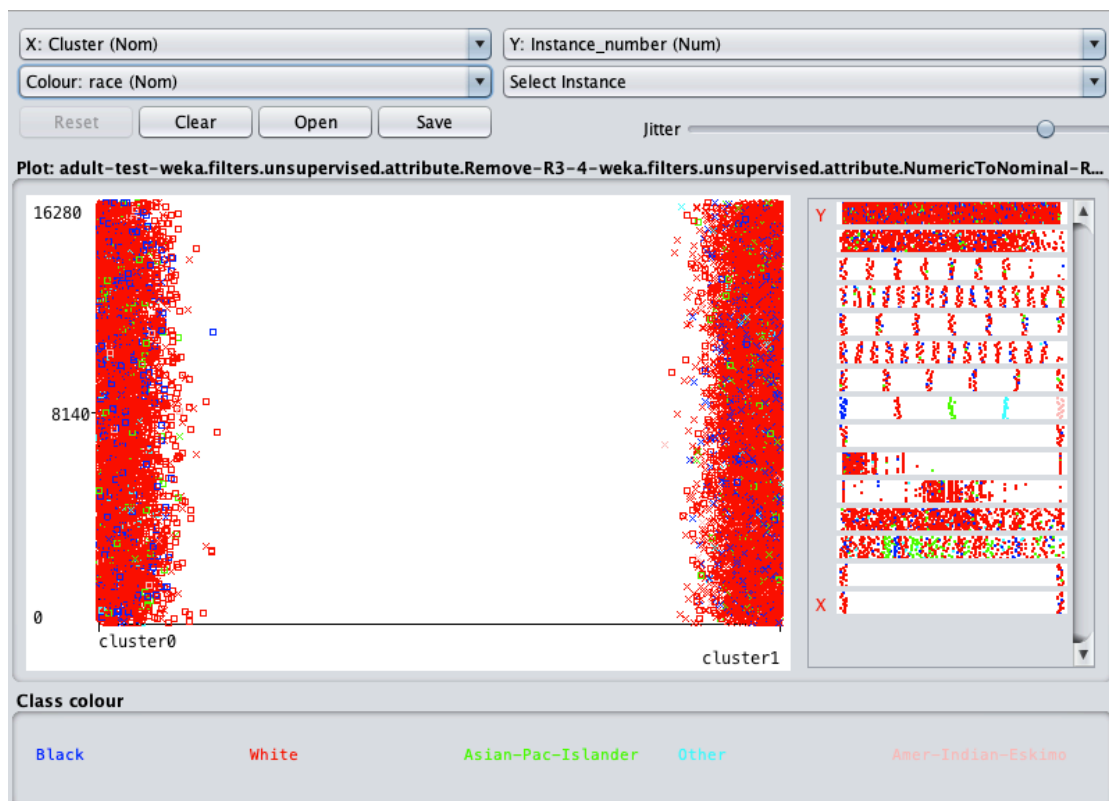 X: Cluster (Nom)
Y: Instance_number (Num)
Colour: race (Nom)
Select Instance
Reset
Clear
Open
Save
Jitter
Plot: adult-test-weka.filters.unsupervised.attribute.Remove-R3-4-weka.filters.unsupervised.attribute.NumericToNominal-R...
16280
8140
0
cluster0
cluster1
Y
X
Class colour
Black
White
Asian-Pac-Islander
Other
Amer-Indian-Eskimo